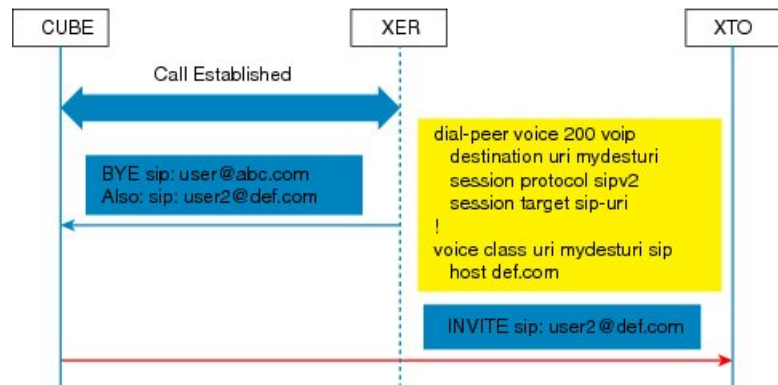 CUBE
XER
XTO
Call Established
BYE sip: user@abc.com
Also: sip: user2@def.com
dial-peer voice 200 voip
destination uri mydesturi
session protocol sipv2
session target sip-uri
!
voice class uri mydesturi sip
host def.com
INVITE sip: user2@def.com